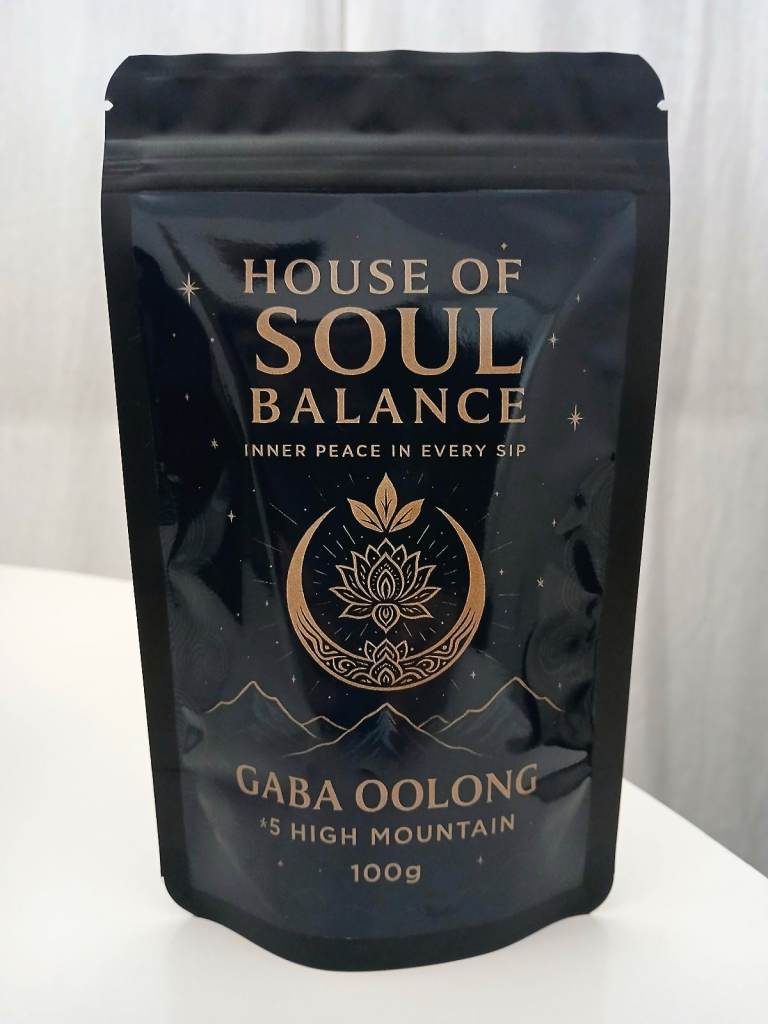 HOUSE OF
SOUL
BALANCE
INNER PEACE IN EVERY SIP
GABA OOLONG
*5 HIGH MOUNTAIN
100g